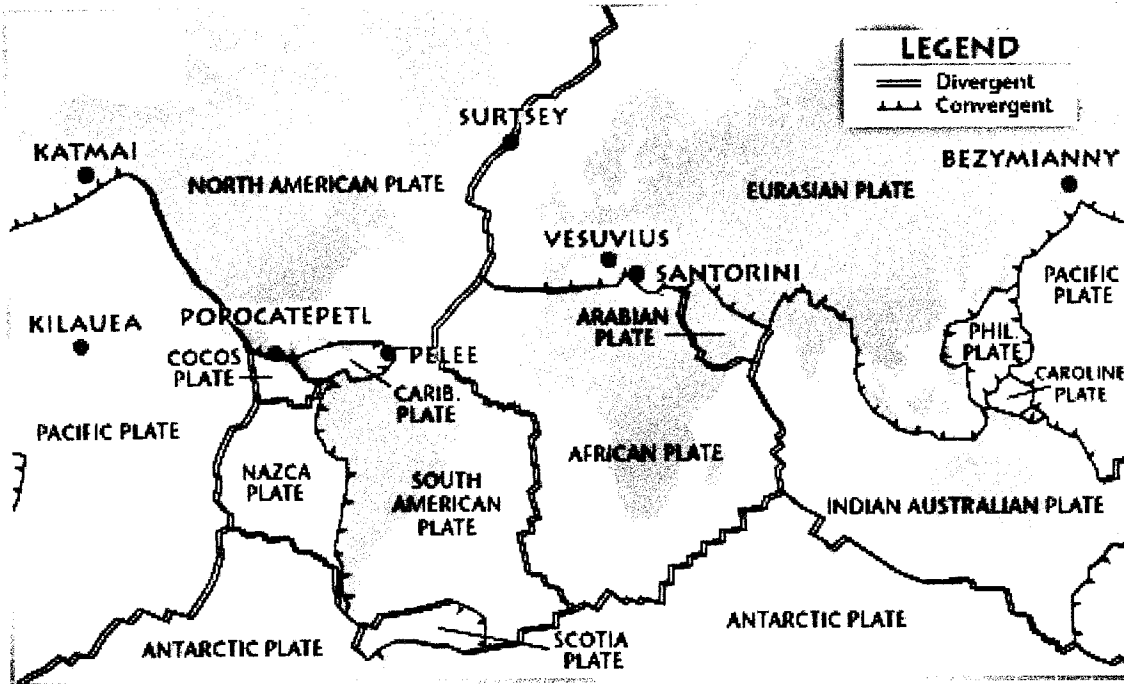 LEGEND
Divergent
Convergent
SURTSEY
KATMAI
BEZYMIANNY
NORTH AMERICAN PLATE
EURASIAN PLATE
VESUVIUS
SANTORINI
PACIFIC
PLATE
KILAUEA
POPOCATEPETL
ARABIAN
PLATE
PHIL.
PLATE
COCOS
PLATE
PELEE
CAROLINE
PLATE
CARIB.
PLATE
PACIFIC PLATE
AFRICAN PLATE
NAZCA
PLATE
SOUTH
AMERICAN
PLATE
INDIAN AUSTRALIAN PLATE
ANTARCTIC PLATE
SCOTIA
PLATE
ANTARCTIC PLATE